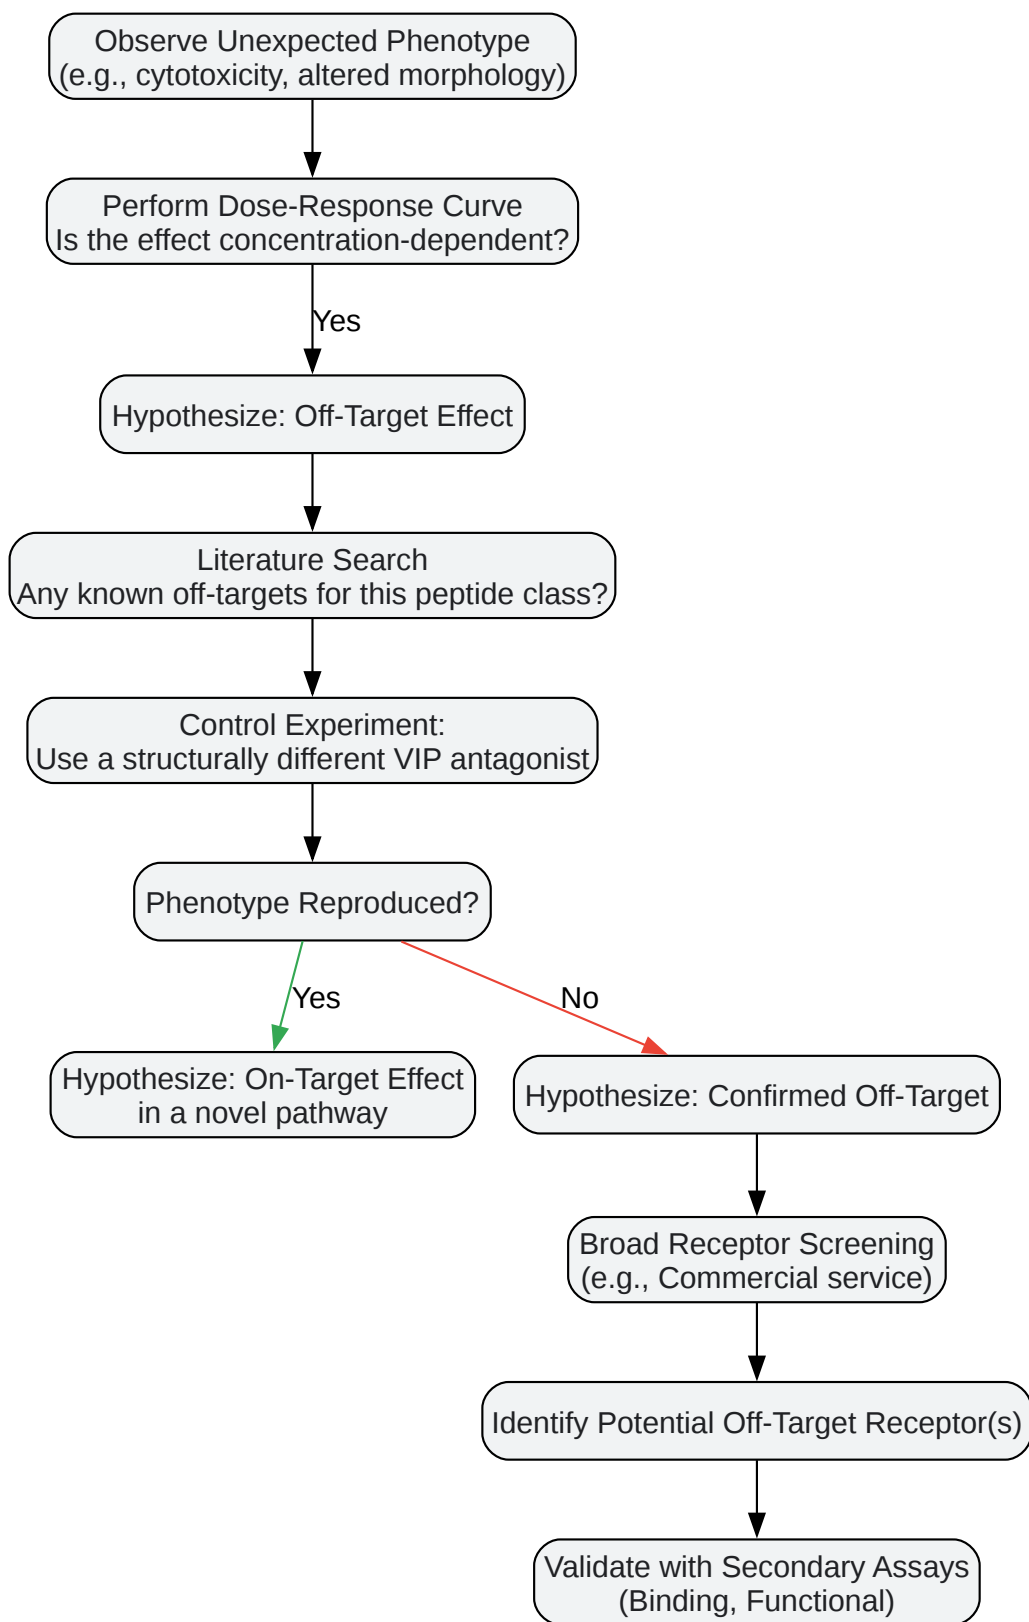 Observe Unexpected Phenotype
(e.g., cytotoxicity, altered morphology)
Perform Dose-Response Curve
Is the effect concentration-dependent?
Yes
Hypothesize: Off-Target Effect
Literature Search
Any known off-targets for this peptide class?
Control Experiment:
Use a structurally different VIP antagonist
Phenotype Reproduced?
Yes
No
Hypothesize: On-Target Effect
in a novel pathway
Hypothesize: Confirmed Off-Target
Broad Receptor Screening
(e.g., Commercial service)
Identify Potential Off-Target Receptor(s)
Validate with Secondary Assays
(Binding, Functional)